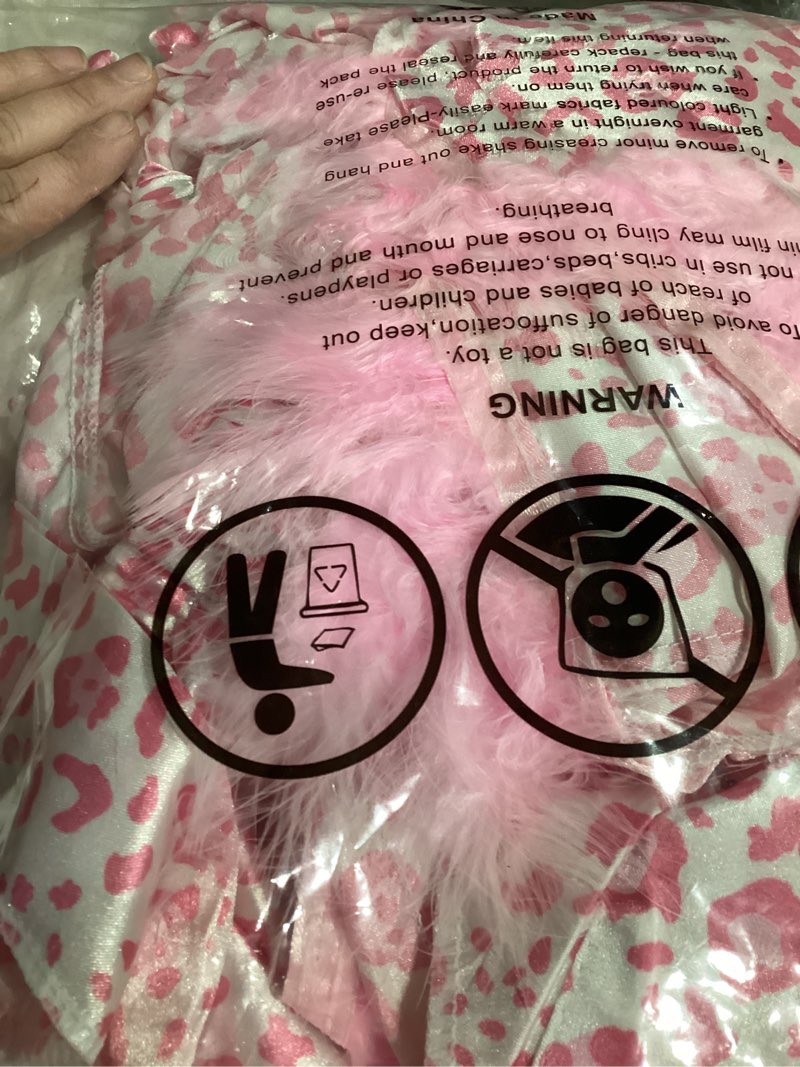 WARNING
This bag is not a toy.
To avoid danger of suffocation,keep out
of reach of babies and children.
not use in cribs,beds,carriages or playpens.
film may cling to nose and mouth and prevent
breathing.
To remove minor creasing shake out and hang
garment overnight in a warm room.
Light coloured fabrics mark easily-Please take
care when trying them on.
If you wish to return the product, please re-use
this bag - repack carefully and reseal the pack
when returning this item.
Made in China